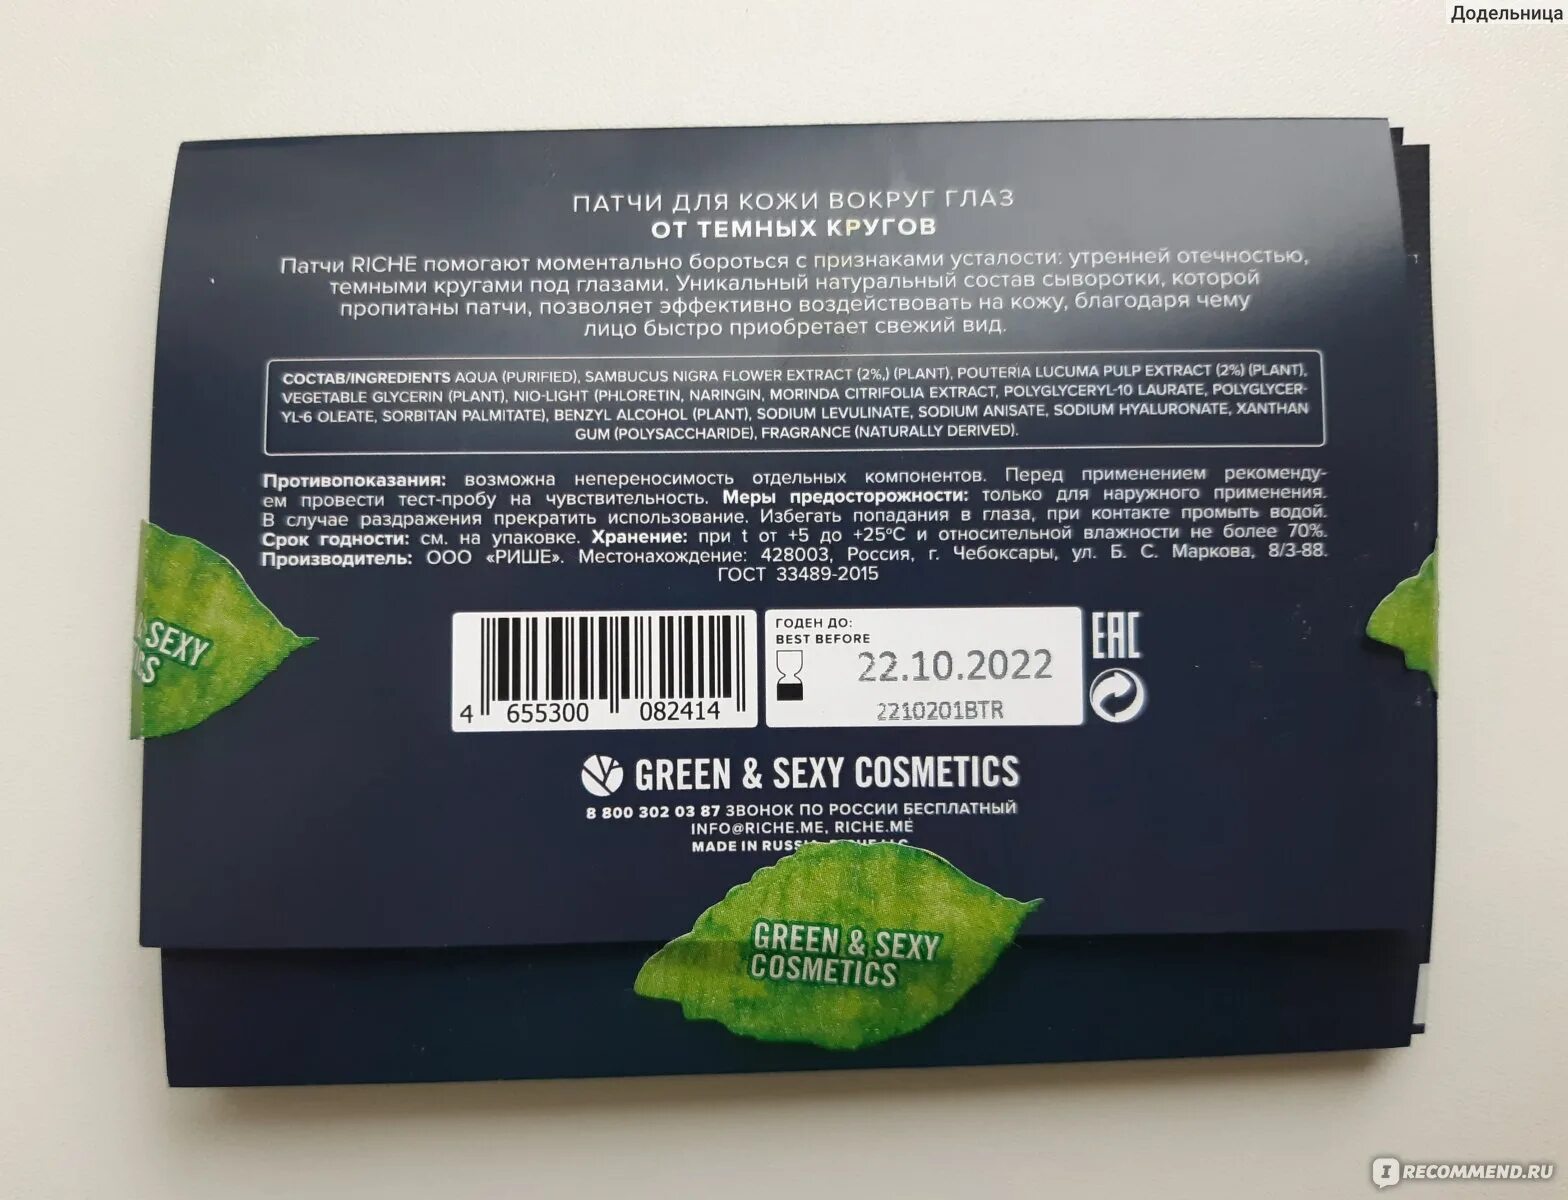 Додельница
ПАТЧИ ДЛЯ КОЖИ ВОКРУГ ГЛАЗ
ОТ ТЕМНЫХ КРУГОВ
Патчи RICHE помогают моментально бороться с признаками усталости: утренней отечностью,
темными кругами под глазами. Уникальный натуральный состав сыворотки, которой
пропитаны патчи, позволяет эффективно воздействовать на кожу, благодаря чему
лицо быстро приобретает свежий вид.
СОСТАВ/INGREDIENTS AQUA (PURIFIED), SAMBUCUS NIGRA FLOWER EXTRACT (2%,) (PLANT), POUTERIA LUCUMA PULP EXTRACT (2%) (PLANT),
VEGETABLE GLYCERIN (PLANT), NIO-LIGHT (PHLORETIN, NARINGIN, MORINDA CITRIFOLIA EXTRACT, POLYGLYCERYL-10 LAURATE, POLYGLYCER-
YL-6 OLEATE, SORBITAN PALMITATE), BENZYL ALCOHOL (PLANT), SODIUM LEVULINATE, SODIUM ANISATE, SODIUM HYALURONATE, XANTHAN
GUM (POLYSACCHARIDE), FRAGRANCE (NATURALLY DERIVED).
Противопоказания: возможна непереносимость отдельных компонентов. Перед применением рекоменду-
ем провести тест-пробу на чувствительность. Меры предосторожности: только для наружного применения.
В случае раздражения прекратить использование. Избегать попадания в глаза, при контакте промыть водой.
Срок годности: см. на упаковке. Хранение: при t от +5 до +25°C и относительной влажности не более 70%.
Производитель: ООО «РИШЕ». Местонахождение: 428003, Россия, г. Чебоксары, ул. Б. С. Маркова, 8/3-88.
ГОСТ 33489-2015
& SEXY
CS
4 655300 082414
ГОДЕН ДО:
BEST BEFORE
22.10.2022
2210201BTR
EAC
GREEN & SEXY COSMETICS
8 800 302 03 87 ЗВОНОК ПО РОССИИ БЕСПЛАТНЫЙ
INFO@RICHE.ME, RICHE.ME
MADE IN RUSSI
GREEN & SEXY
COSMETICS
IRECOMMEND.RU